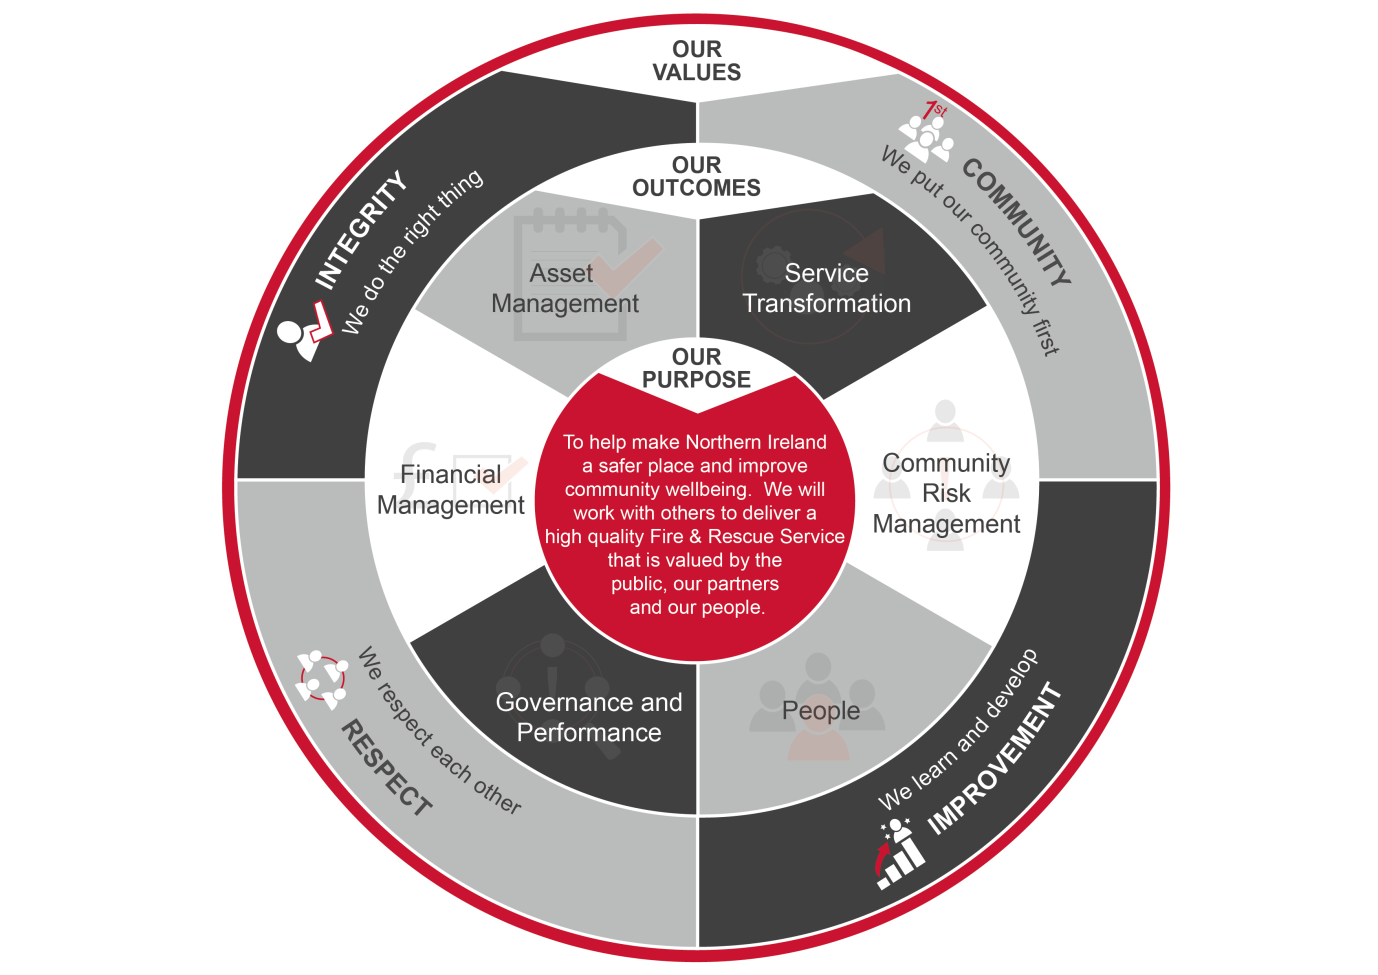 OUR
VALUES
1st
COMMUNITY
We put our community first
INTEGRITY
We do the right thing
OUR
OUTCOMES
Asset
Management
Service
Transformation
OUR
PURPOSE
To help make Northern Ireland
a safer place and improve
community wellbeing.  We will
work with others to deliver a
high quality Fire & Rescue Service
that is valued by the
public, our partners
and our people.
Financial
Management
Community
Risk
Management
Governance and
Performance
People
We respect each other
RESPECT
We learn and develop
IMPROVEMENT